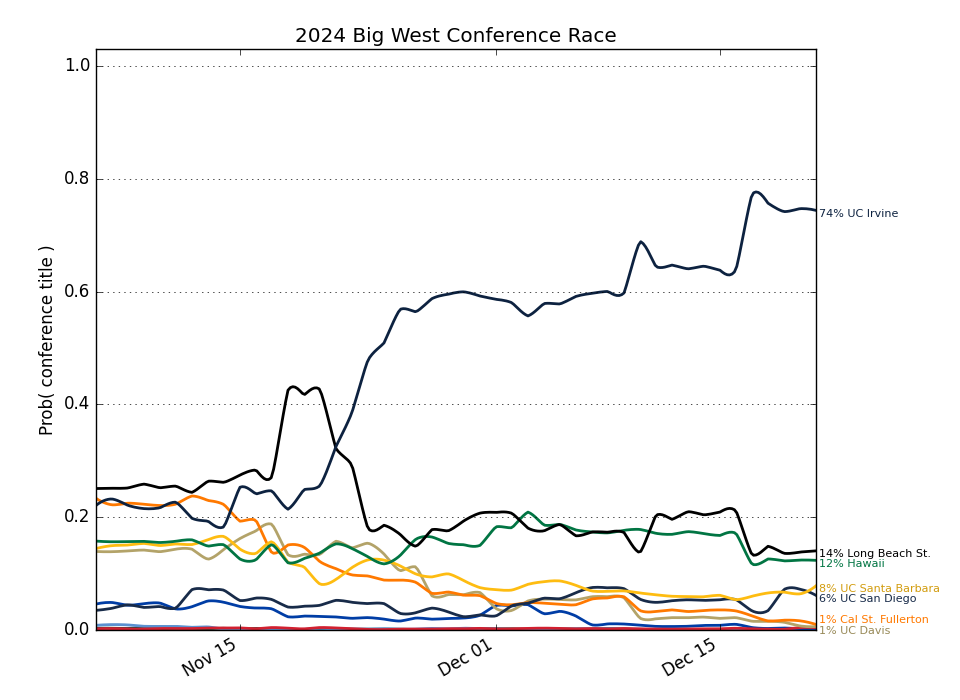 2024 Big West Conference Race
Prob( conference title )
1.0
0.8
0.6
0.4
0.2
0.0
Nov 15
Dec 01
Dec 15
74% UC Irvine
14% Long Beach St.
12% Hawaii
8% UC Santa Barbara
6% UC San Diego
1% Cal St. Fullerton
1% UC Davis